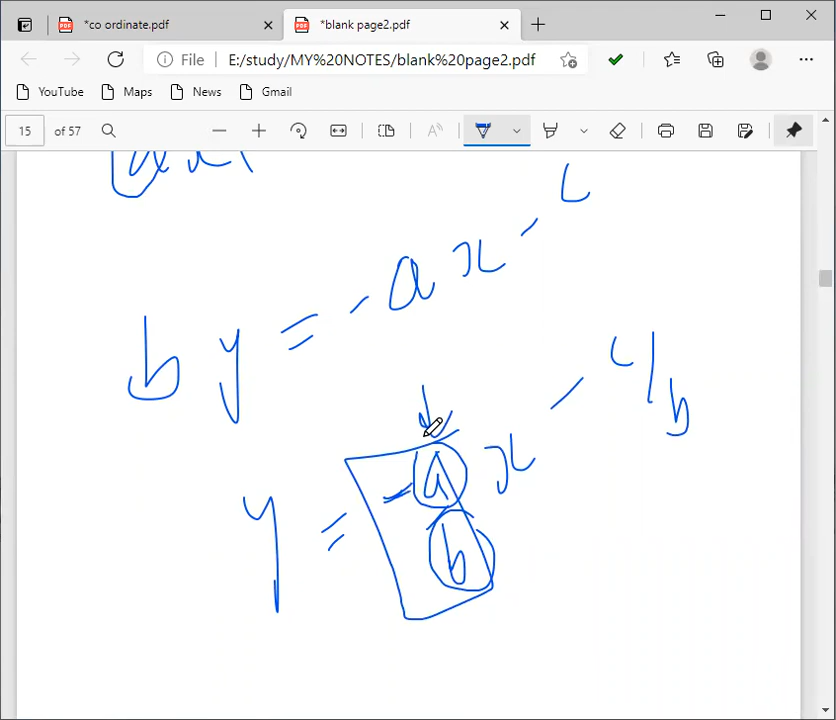 *co ordinate.pdf
*blank page2.pdf
File E:/study/MY%20NOTES/blank%20page2.pdf
YouTube Maps News Gmail
15 of 57
by = -ax - c
y = -a/b x - c/b